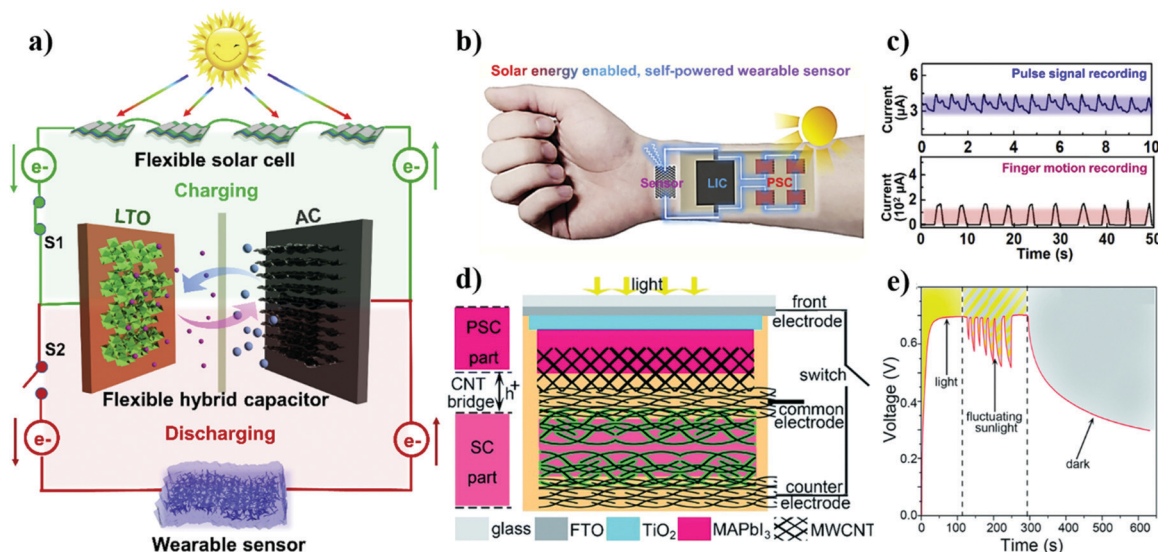 a)
Flexible solar cell
e-
e-
Charging
LTO
AC
S1
S2
Flexible hybrid capacitor
e-
e-
Discharging
Wearable sensor
b)
Solar energy enabled, self-powered wearable sensor
Sensor
LIC
PSC
c)
Pulse signal recording
Current
(μA)
6
3
0 2 4 6 8 10
Finger motion recording
Current
(10² μA)
4
2
0
0 10 20 30 40 50
Time (s)
d)
light
front
electrode
PSC
part
CNT
bridge
h+
switch
common
electrode
SC
part
counter
electrode
glass FTO TiO₂ MAPbI₃ MWCNT
e)
Voltage (V)
0.6
0.4
0.2
0.0
light
fluctuating
sunlight
dark
0 100 200 300 400 500 600
Time (s)